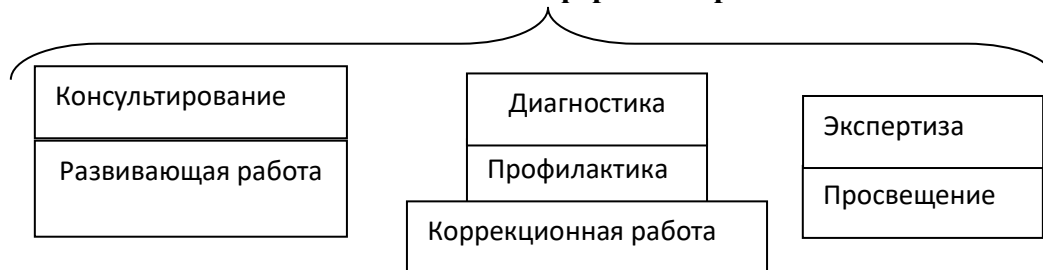 Консультирование
Развивающая работа
Диагностика
Профилактика
Коррекционная работа
Экспертиза
Просвещение